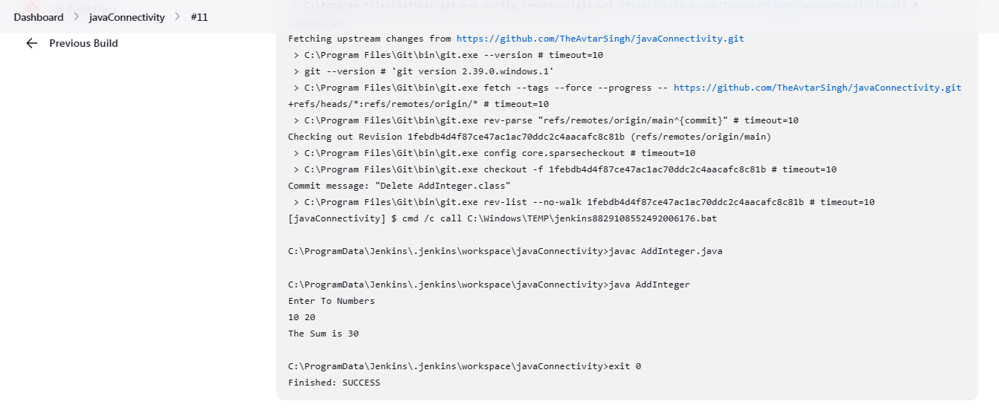 Git Build Data
Dashboard > javaConnectivity > #11
Previous Build
> C:\Program Files\Git\bin\git.exe config remote.origin.url https://github.com/TheAvtarSingh/javaConnectivity.git #
timeout=10
Fetching upstream changes from https://github.com/TheAvtarSingh/javaConnectivity.git
> C:\Program Files\Git\bin\git.exe --version # timeout=10
> git --version # 'git version 2.39.0.windows.1'
> C:\Program Files\Git\bin\git.exe fetch --tags --force --progress -- https://github.com/TheAvtarSingh/javaConnectivity.git
+refs/heads/*:refs/remotes/origin/* # timeout=10
> C:\Program Files\Git\bin\git.exe rev-parse "refs/remotes/origin/main^{commit}" # timeout=10
Checking out Revision 1febdb4d4f87ce47ac1ac70ddc2c4aacafc8c81b (refs/remotes/origin/main)
> C:\Program Files\Git\bin\git.exe config core.sparsecheckout # timeout=10
> C:\Program Files\Git\bin\git.exe checkout -f 1febdb4d4f87ce47ac1ac70ddc2c4aacafc8c81b # timeout=10
Commit message: "Delete AddInteger.class"
> C:\Program Files\Git\bin\git.exe rev-list --no-walk 1febdb4d4f87ce47ac1ac70ddc2c4aacafc8c81b # timeout=10
[javaConnectivity] $ cmd /c call C:\Windows\TEMP\jenkins8829108552492006176.bat
C:\ProgramData\Jenkins\.jenkins\workspace\javaConnectivity>javac AddInteger.java
C:\ProgramData\Jenkins\.jenkins\workspace\javaConnectivity>java AddInteger
Enter To Numbers
10 20
The Sum is 30
C:\ProgramData\Jenkins\.jenkins\workspace\javaConnectivity>exit 0
Finished: SUCCESS